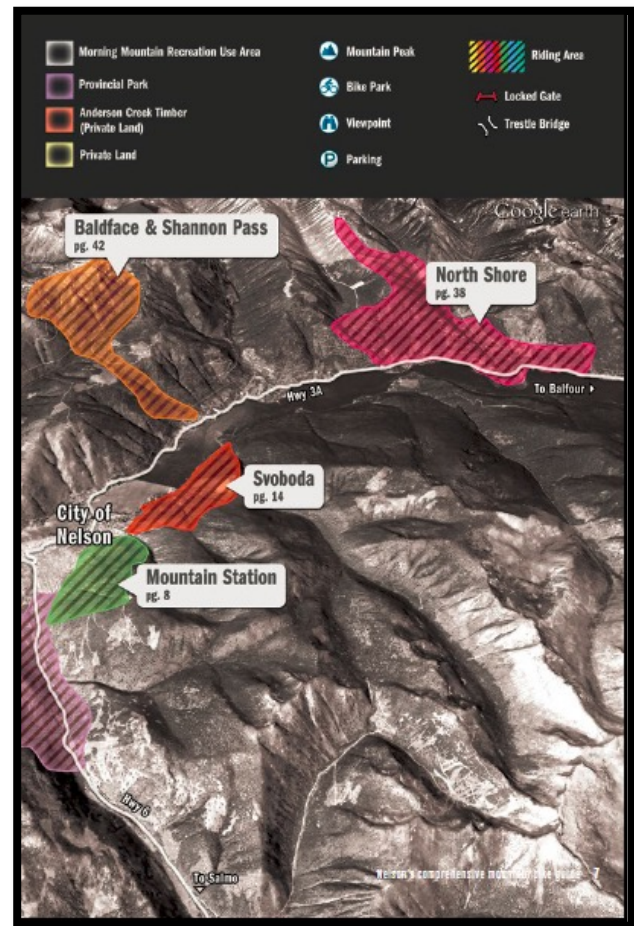 Morning Mountain Recreation Use Area
Provincial Park
Anderson Creek Timber
(Private Land)
Private Land
Mountain Peak
Bike Park
Viewpoint
P
Parking
Riding Area
Locked Gate
Trestle Bridge
Google earth
Baldface & Shannon Pass
pg. 42
North Shore
pg. 38
Hwy 3A
To Balfour
Svoboda
pg. 14
City of
Nelson
Mountain Station
pg. 8
Hwy 6
To Salmo
Nelson's comprehensive mountain bike guide 7